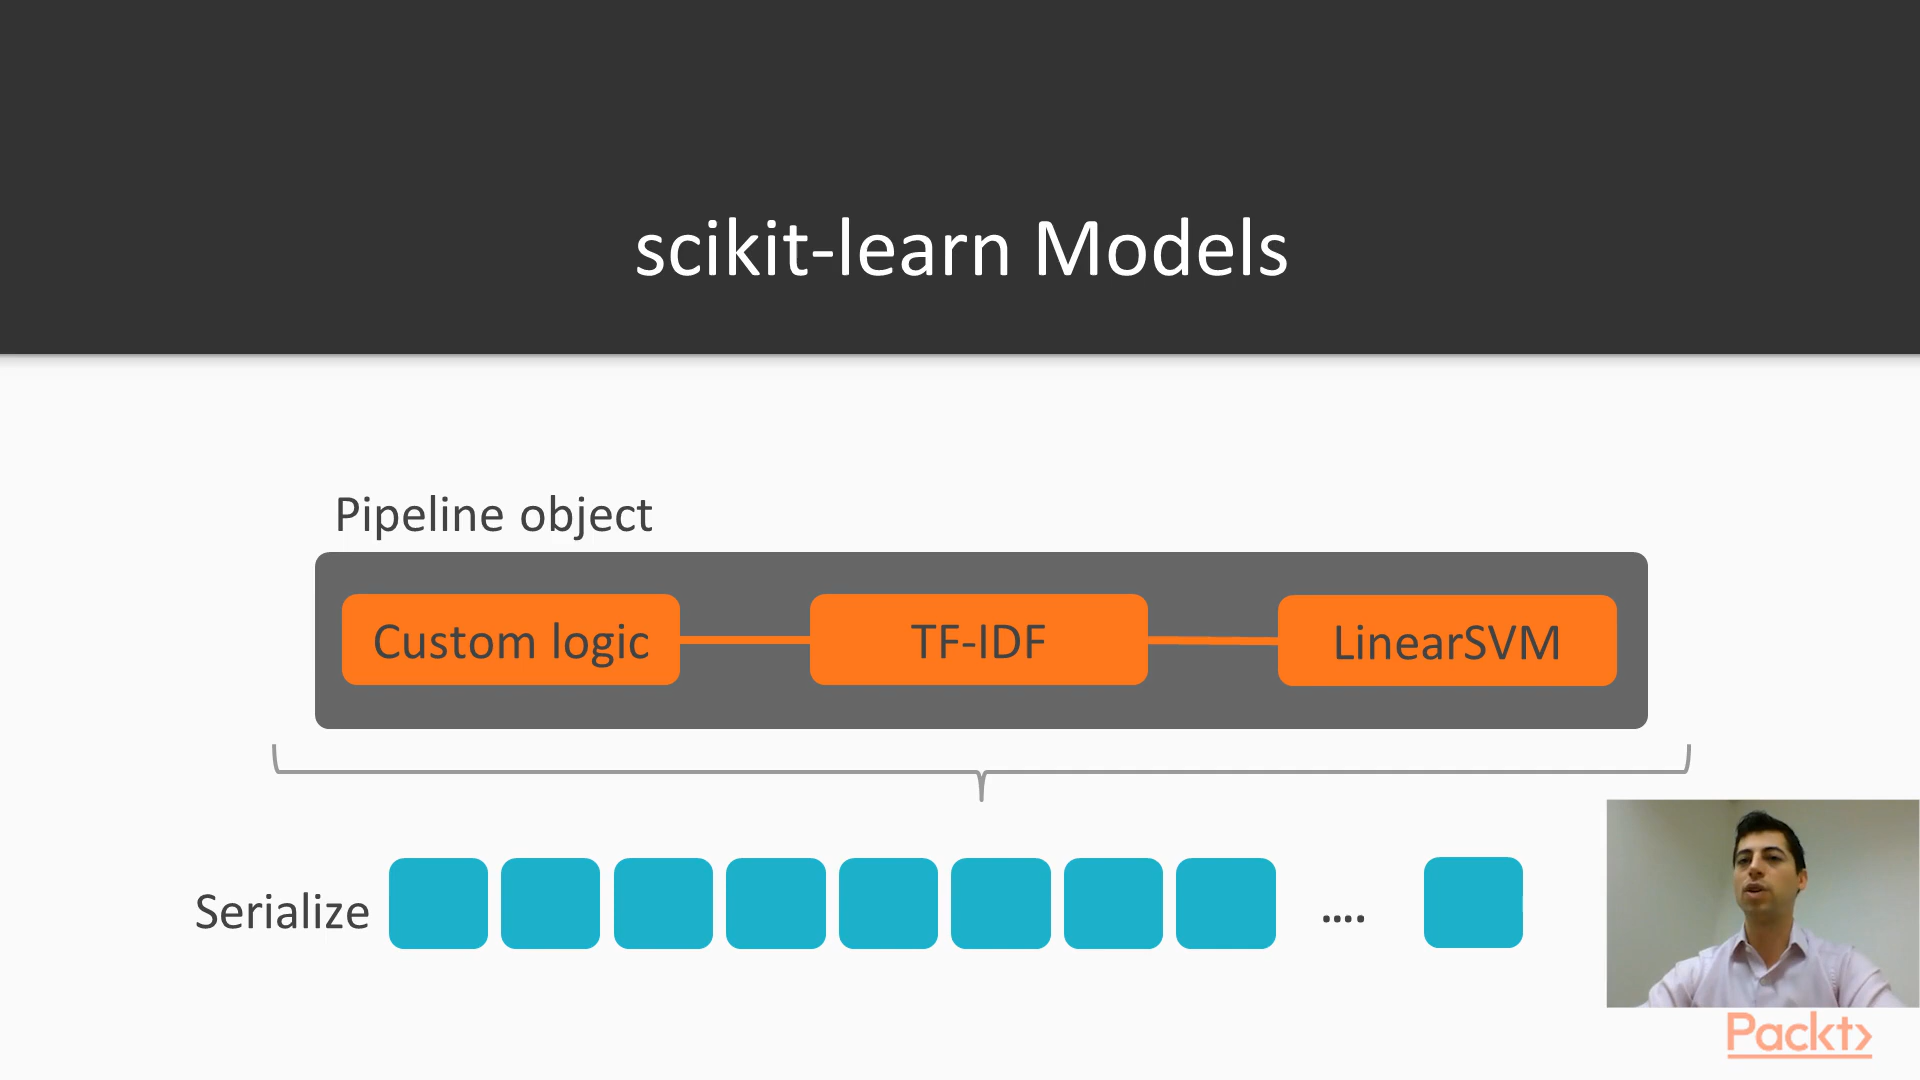 scikit-learn Models
Pipeline object
Custom logic
TF-IDF
LinearSVM
Serialize
....
Packt>